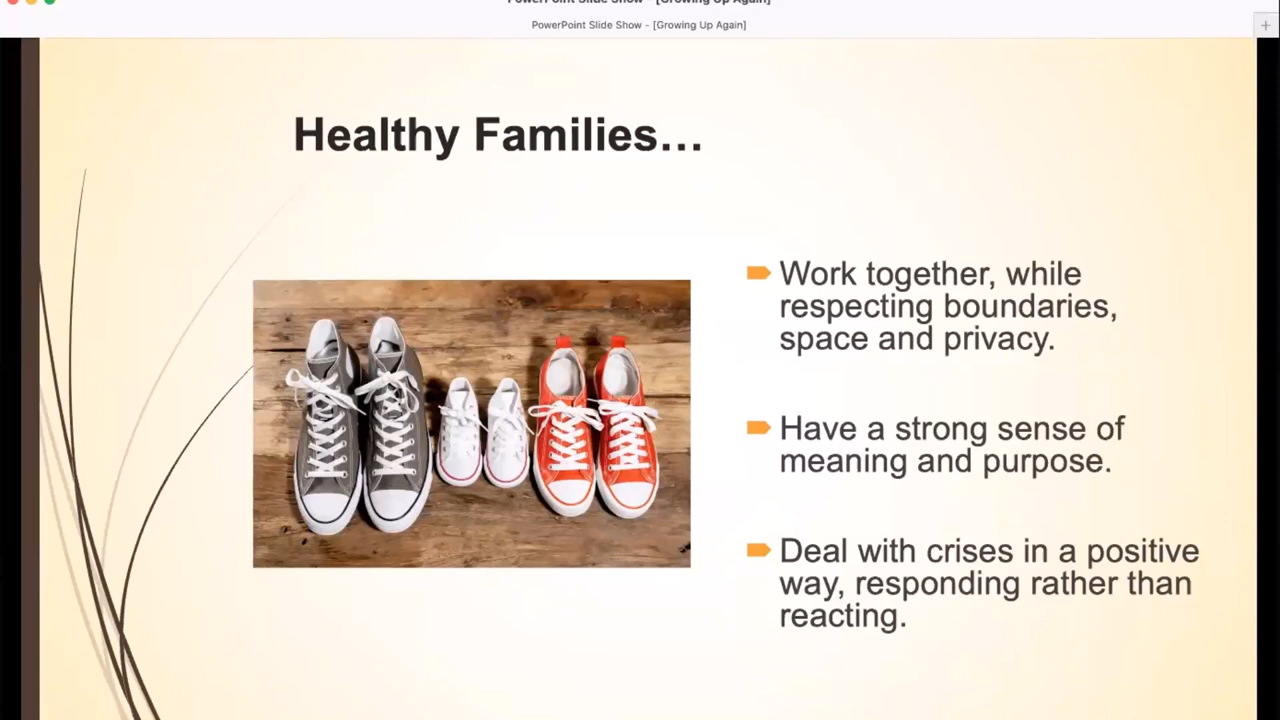 PowerPoint Slide Show - [Growing Up Again]
PowerPoint Slide Show - [Growing Up Again]
Healthy Families…
Work together, while
respecting boundaries,
space and privacy.
Have a strong sense of
meaning and purpose.
Deal with crises in a positive
way, responding rather than
reacting.